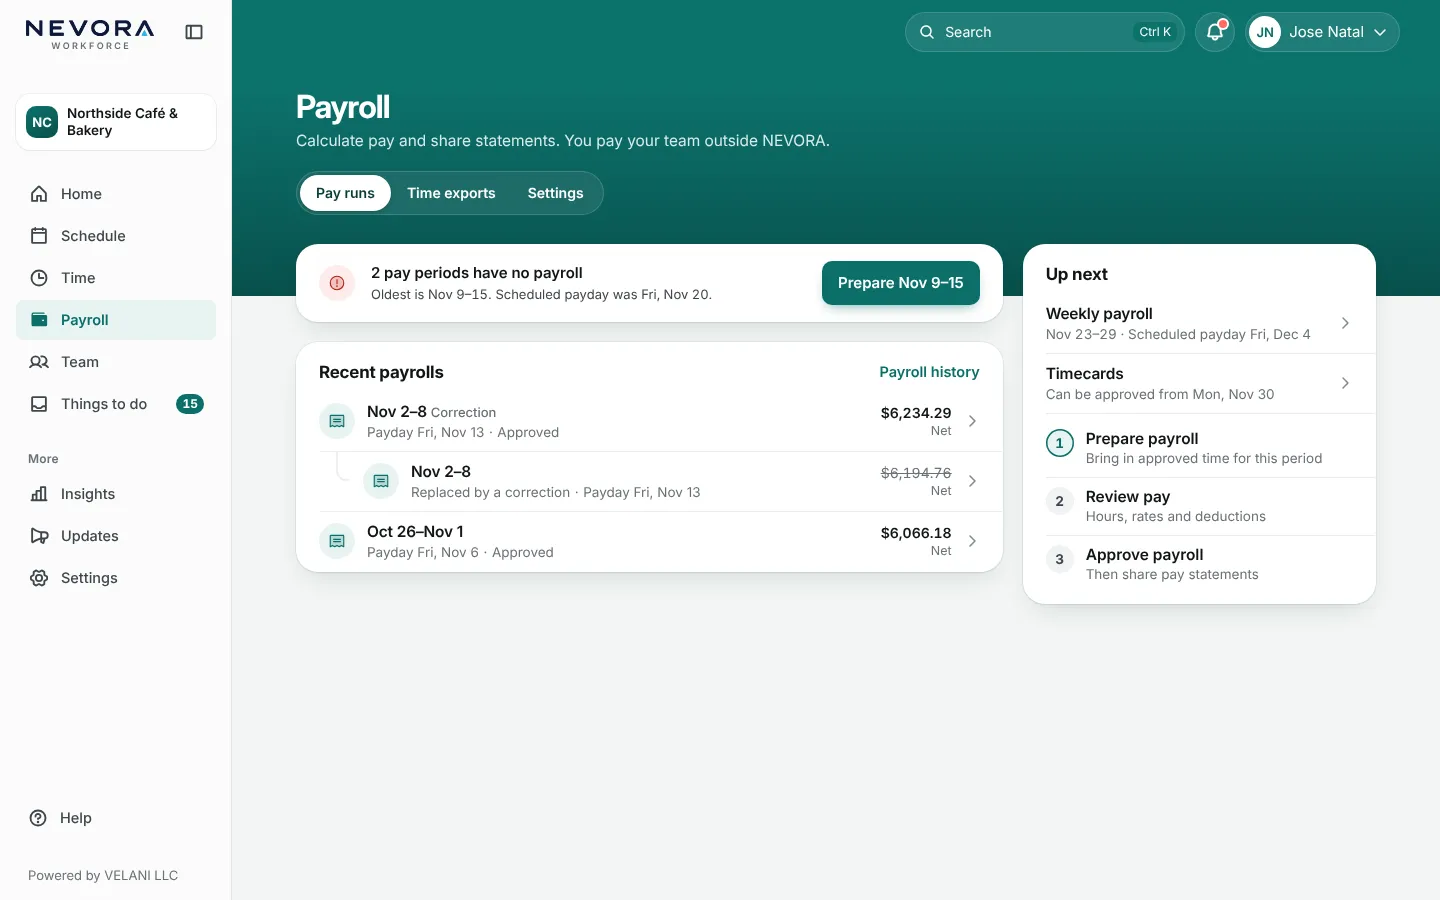 NEVORA
WORKFORCE
Search
Ctrl K
JN
Jose Natal
NC
Northside Café &
Bakery
Home
Schedule
Time
Payroll
Team
Things to do
15
More
Insights
Updates
Settings
Help
Powered by VELANI LLC
Payroll
Calculate pay and share statements. You pay your team outside NEVORA.
Pay runs
Time exports
Settings
2 pay periods have no payroll
Oldest is Nov 9–15. Scheduled payday was Fri, Nov 20.
Prepare Nov 9–15
Recent payrolls
Payroll history
Nov 2–8 Correction
Payday Fri, Nov 13 · Approved
$6,234.29
Net
Nov 2–8
Replaced by a correction · Payday Fri, Nov 13
$6,194.76
Net
Oct 26–Nov 1
Payday Fri, Nov 6 · Approved
$6,066.18
Net
Up next
Weekly payroll
Nov 23–29 · Scheduled payday Fri, Dec 4
Timecards
Can be approved from Mon, Nov 30
1
Prepare payroll
Bring in approved time for this period
2
Review pay
Hours, rates and deductions
3
Approve payroll
Then share pay statements